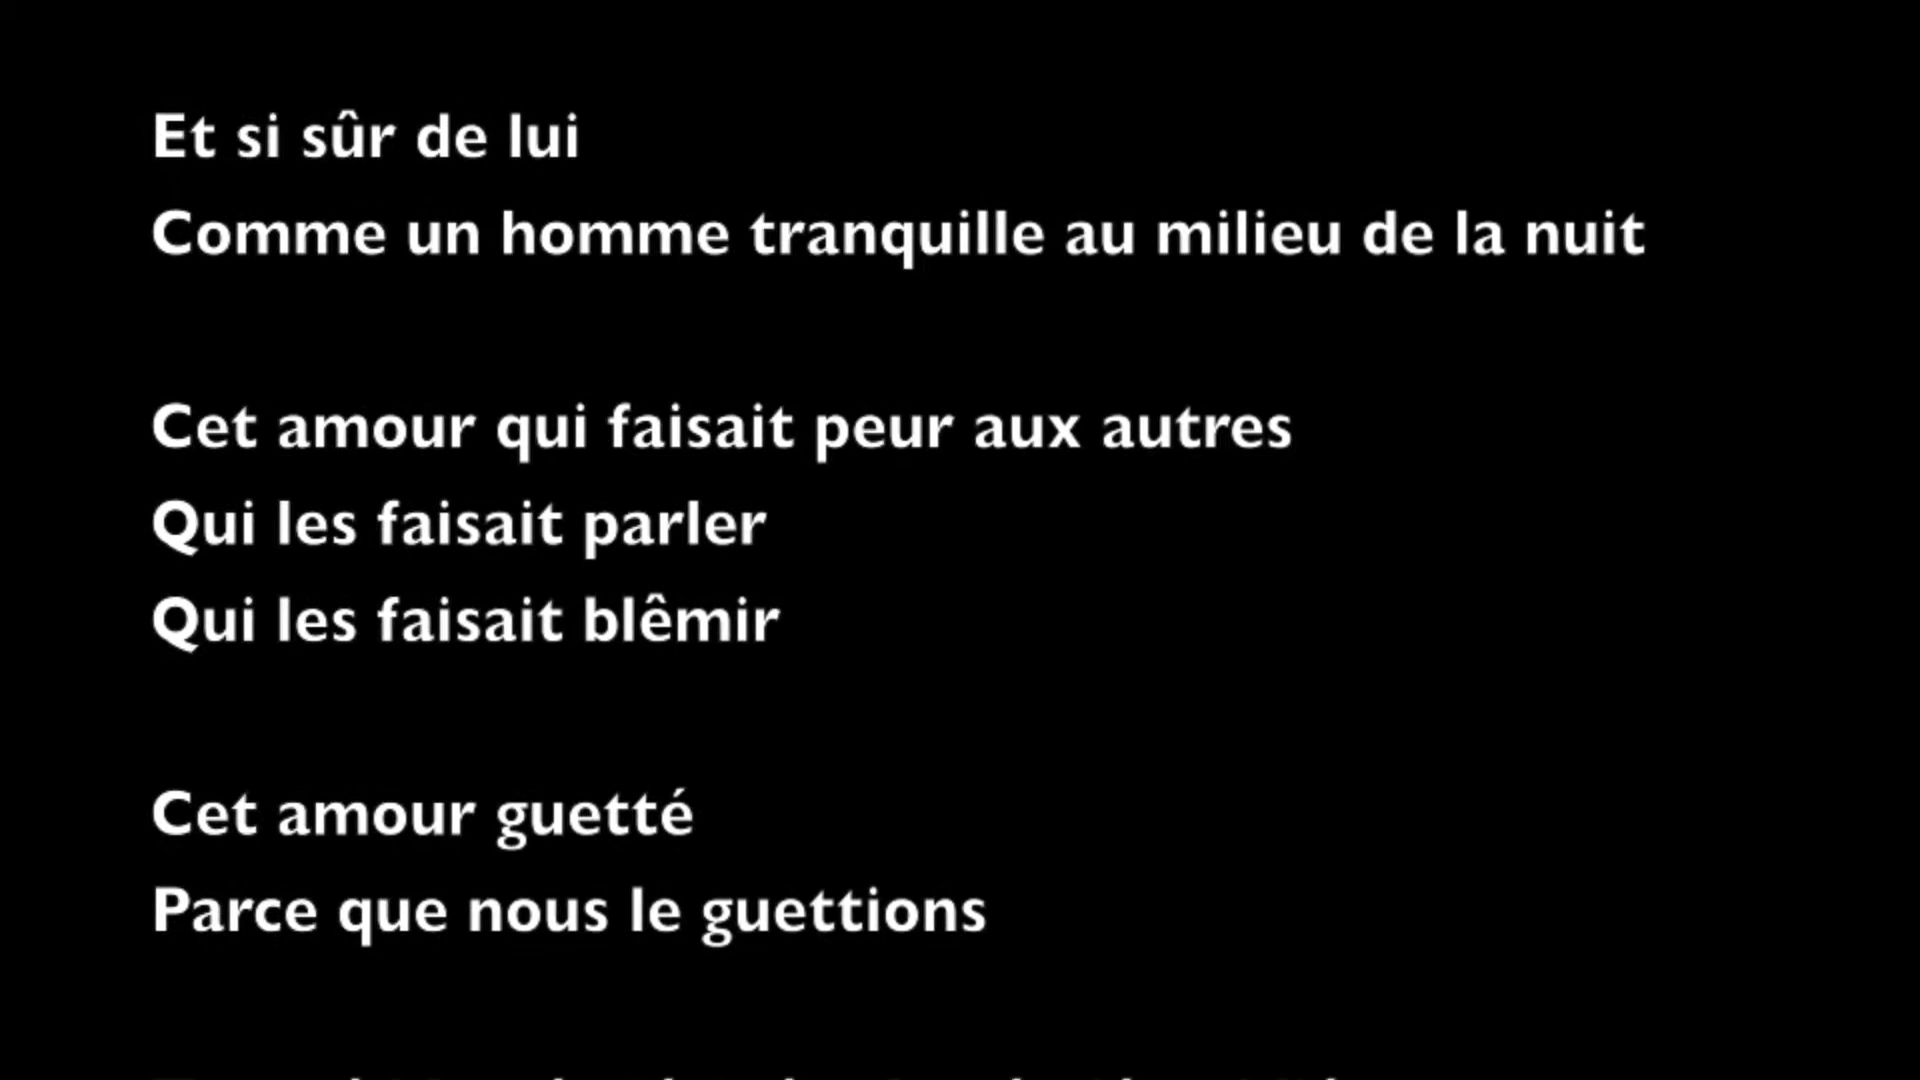 Et si sûr de lui
Comme un homme tranquille au milieu de la nuit
Cet amour qui faisait peur aux autres
Qui les faisait parler
Qui les faisait blêmir
Cet amour guetté
Parce que nous le guettions